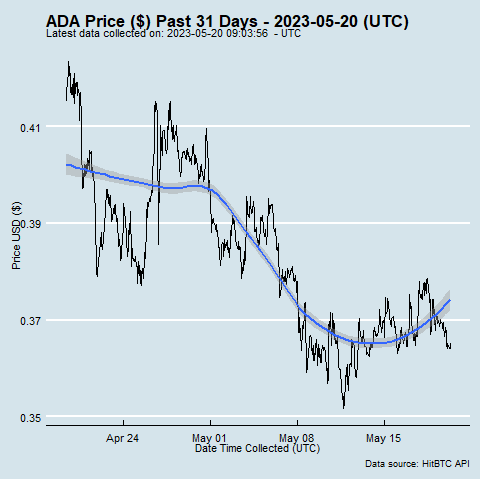 ADA Price ($) Past 31 Days - 2023-05-20 (UTC)
Latest data collected on: 2023-05-20 09:03:56 - UTC
0.41
0.39
0.37
0.35
Price USD ($)
Apr 24
May 01
May 08
May 15
Date Time Collected (UTC)
Data source: HitBTC API